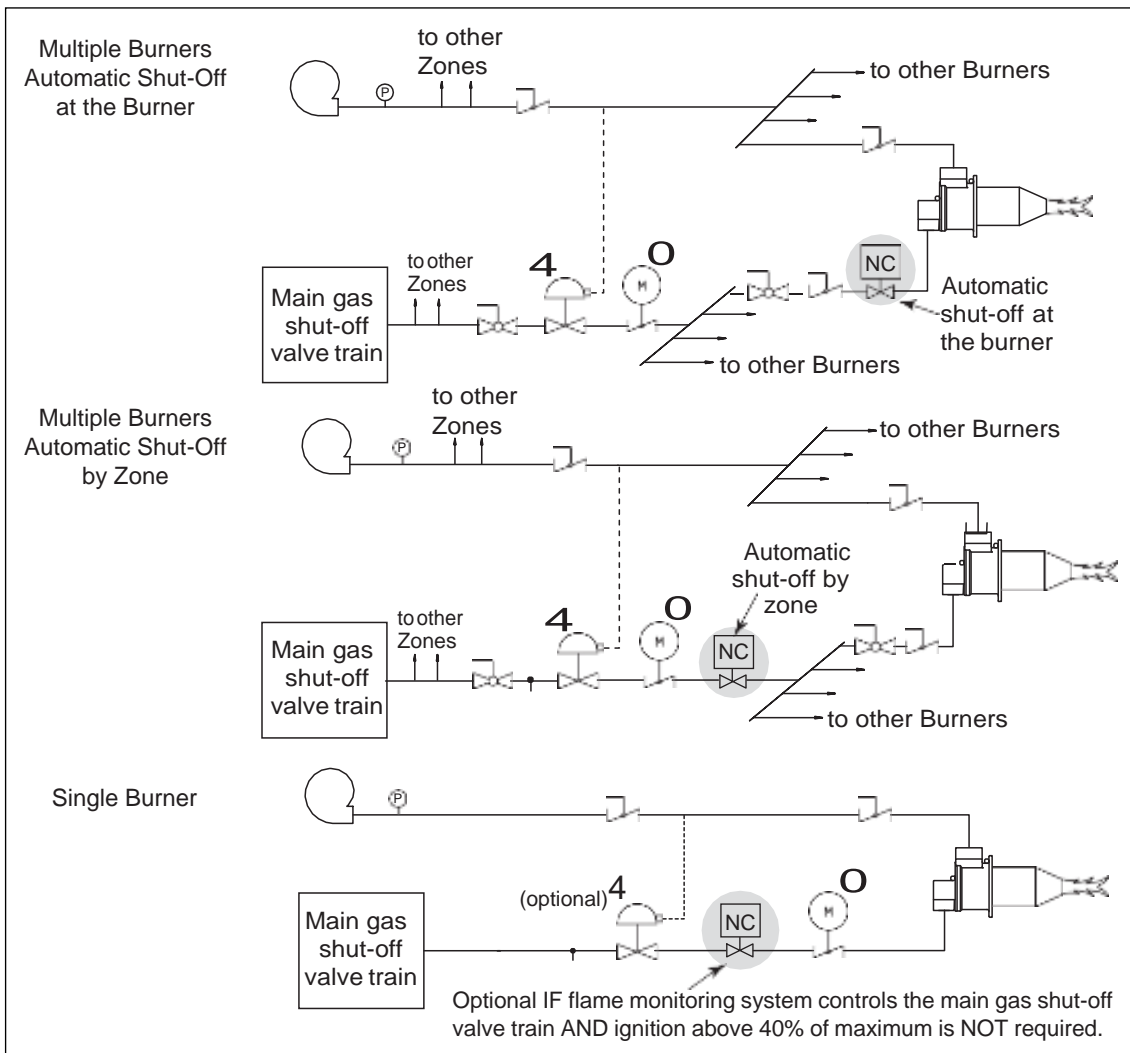 Multiple Burners
Automatic Shut-Off
at the Burner
to other
Zones
P
to other Burners
Main gas
shut-off
valve train
to other
Zones
4
O
M
NC
Automatic
shut-off at
the burner
to other Burners
Multiple Burners
Automatic Shut-Off
by Zone
to other
Zones
P
to other Burners
Automatic
shut-off by
zone
Main gas
shut-off
valve train
to other
Zones
4
O
M
NC
to other Burners
Single Burner
P
Main gas
shut-off
valve train
(optional) 4
NC
O
M
Optional IF flame monitoring system controls the main gas shut-off
valve train AND ignition above 40% of maximum is NOT required.